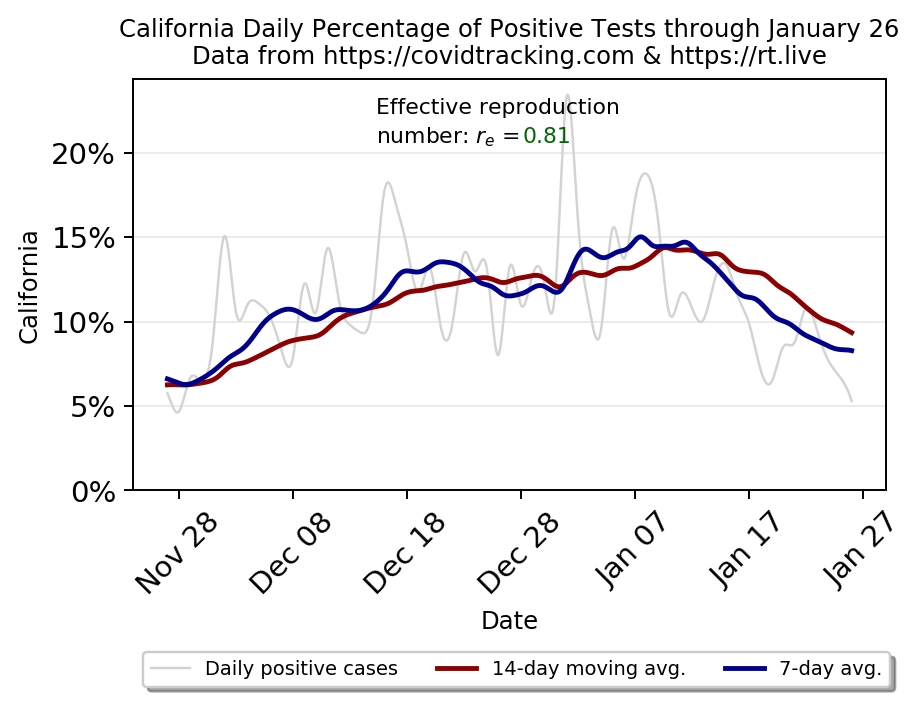 California Daily Percentage of Positive Tests through January 26
Data from https://covidtracking.com & https://rt.live
Effective reproduction
number: rₑ =0.81
20%
15%
10%
5%
0%
California
Nov 28
Dec 08
Dec 18
Dec 28
Jan 07
Jan 17
Jan 27
Date
Daily positive cases
14-day moving avg.
7-day avg.